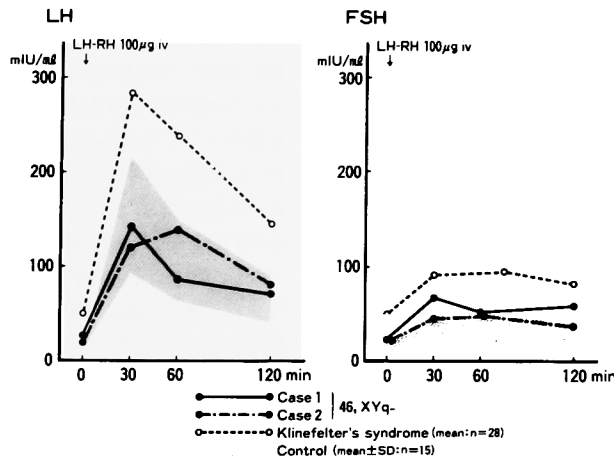 LH
FSH
LH-RH 100μg iv
LH-RH 100μg iv
mIU/ml
mIU/ml
300
300
200
200
100
100
0
0
0 30 60 120 min
0 30 60 120 min
Case 1
Case 2
46, XYq-
Klinefelter's syndrome (mean:n=28)
Control (mean±SD:n=15)